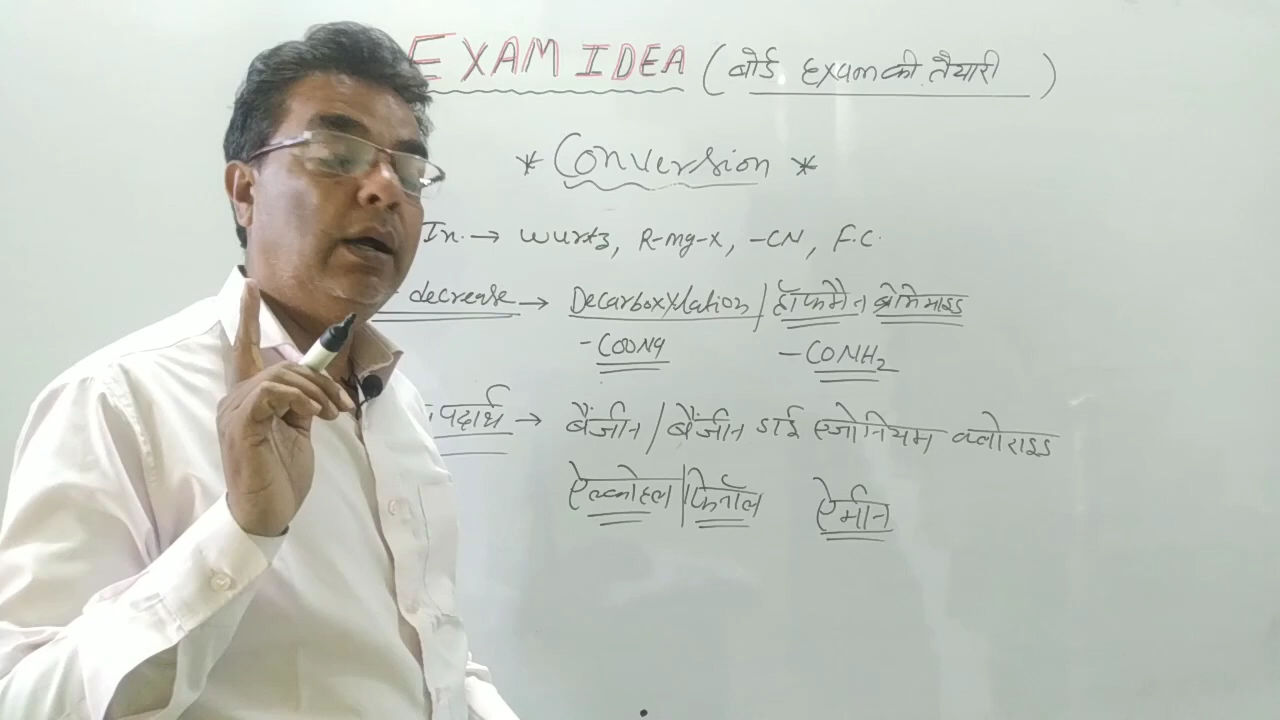 EXAM IDEA (बोर्ड Exam की तैयारी)
* Conversion *
In. → wurtz, R-mg-x, -CN, F.C.
decrease → Decarboxylation / हॉफमैन ब्रोमिमाइड
-COONa -CONH₂
पदार्थ → बैंजीन / बैंजीन डाई एजोनियम क्लोराइड
ऐल्कोहल | फिनॉल ऐमीन